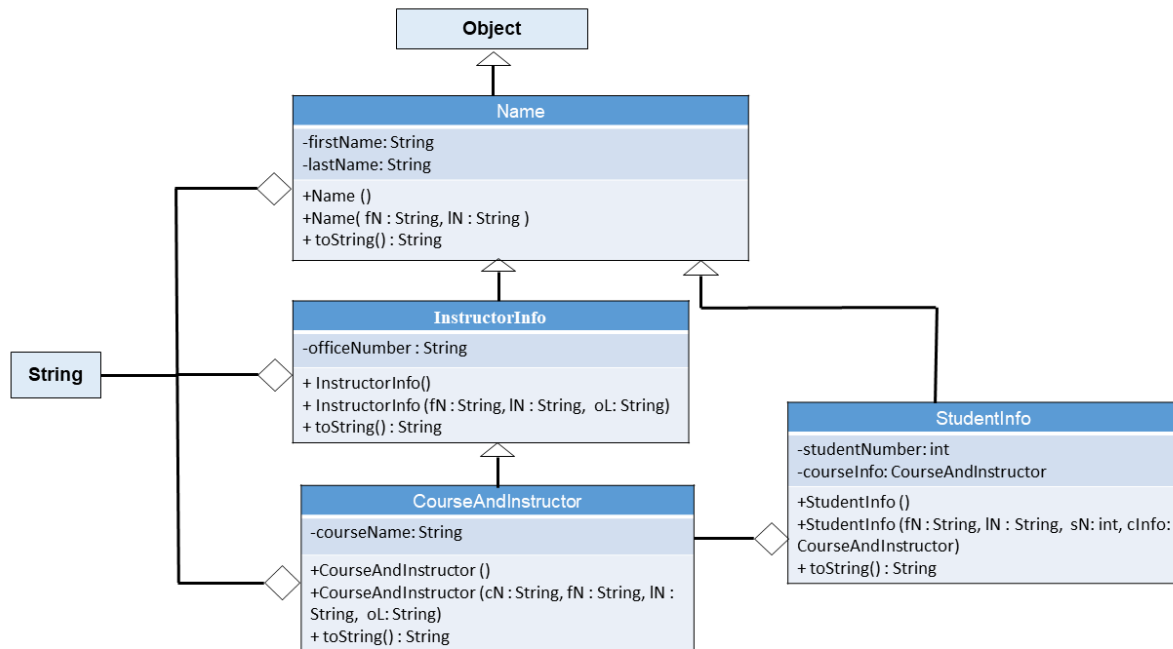 Object
Name
-firstName: String
-lastName: String
+Name ()
+Name( fN : String, lN : String )
+ toString() : String
InstructorInfo
-officeNumber : String
+ InstructorInfo()
+ InstructorInfo (fN : String, lN : String, oL: String)
+ toString() : String
String
StudentInfo
-studentNumber: int
-courseInfo: CourseAndInstructor
+StudentInfo ()
+StudentInfo (fN : String, lN : String, sN: int, cInfo:
CourseAndInstructor)
+ toString() : String
CourseAndInstructor
-courseName: String
+CourseAndInstructor ()
+CourseAndInstructor (cN : String, fN : String, lN :
String, oL: String)
+ toString() : String